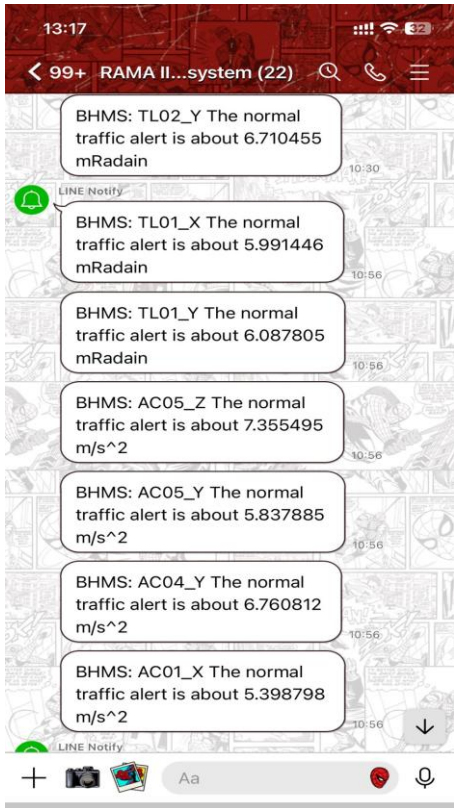 13:17
32
99+ RAMA II...system (22)
BHMS: TL02_Y The normal
traffic alert is about 6.710455
mRadain
10:30
LINE Notify
BHMS: TL01_X The normal
traffic alert is about 5.991446
mRadain
10:56
BHMS: TL01_Y The normal
traffic alert is about 6.087805
mRadain
10:56
BHMS: AC05_Z The normal
traffic alert is about 7.355495
m/s^2
10:56
BHMS: AC05_Y The normal
traffic alert is about 5.837885
m/s^2
10:56
BHMS: AC04_Y The normal
traffic alert is about 6.760812
m/s^2
10:56
BHMS: AC01_X The normal
traffic alert is about 5.398798
m/s^2
10:56
LINE Notify
Aa